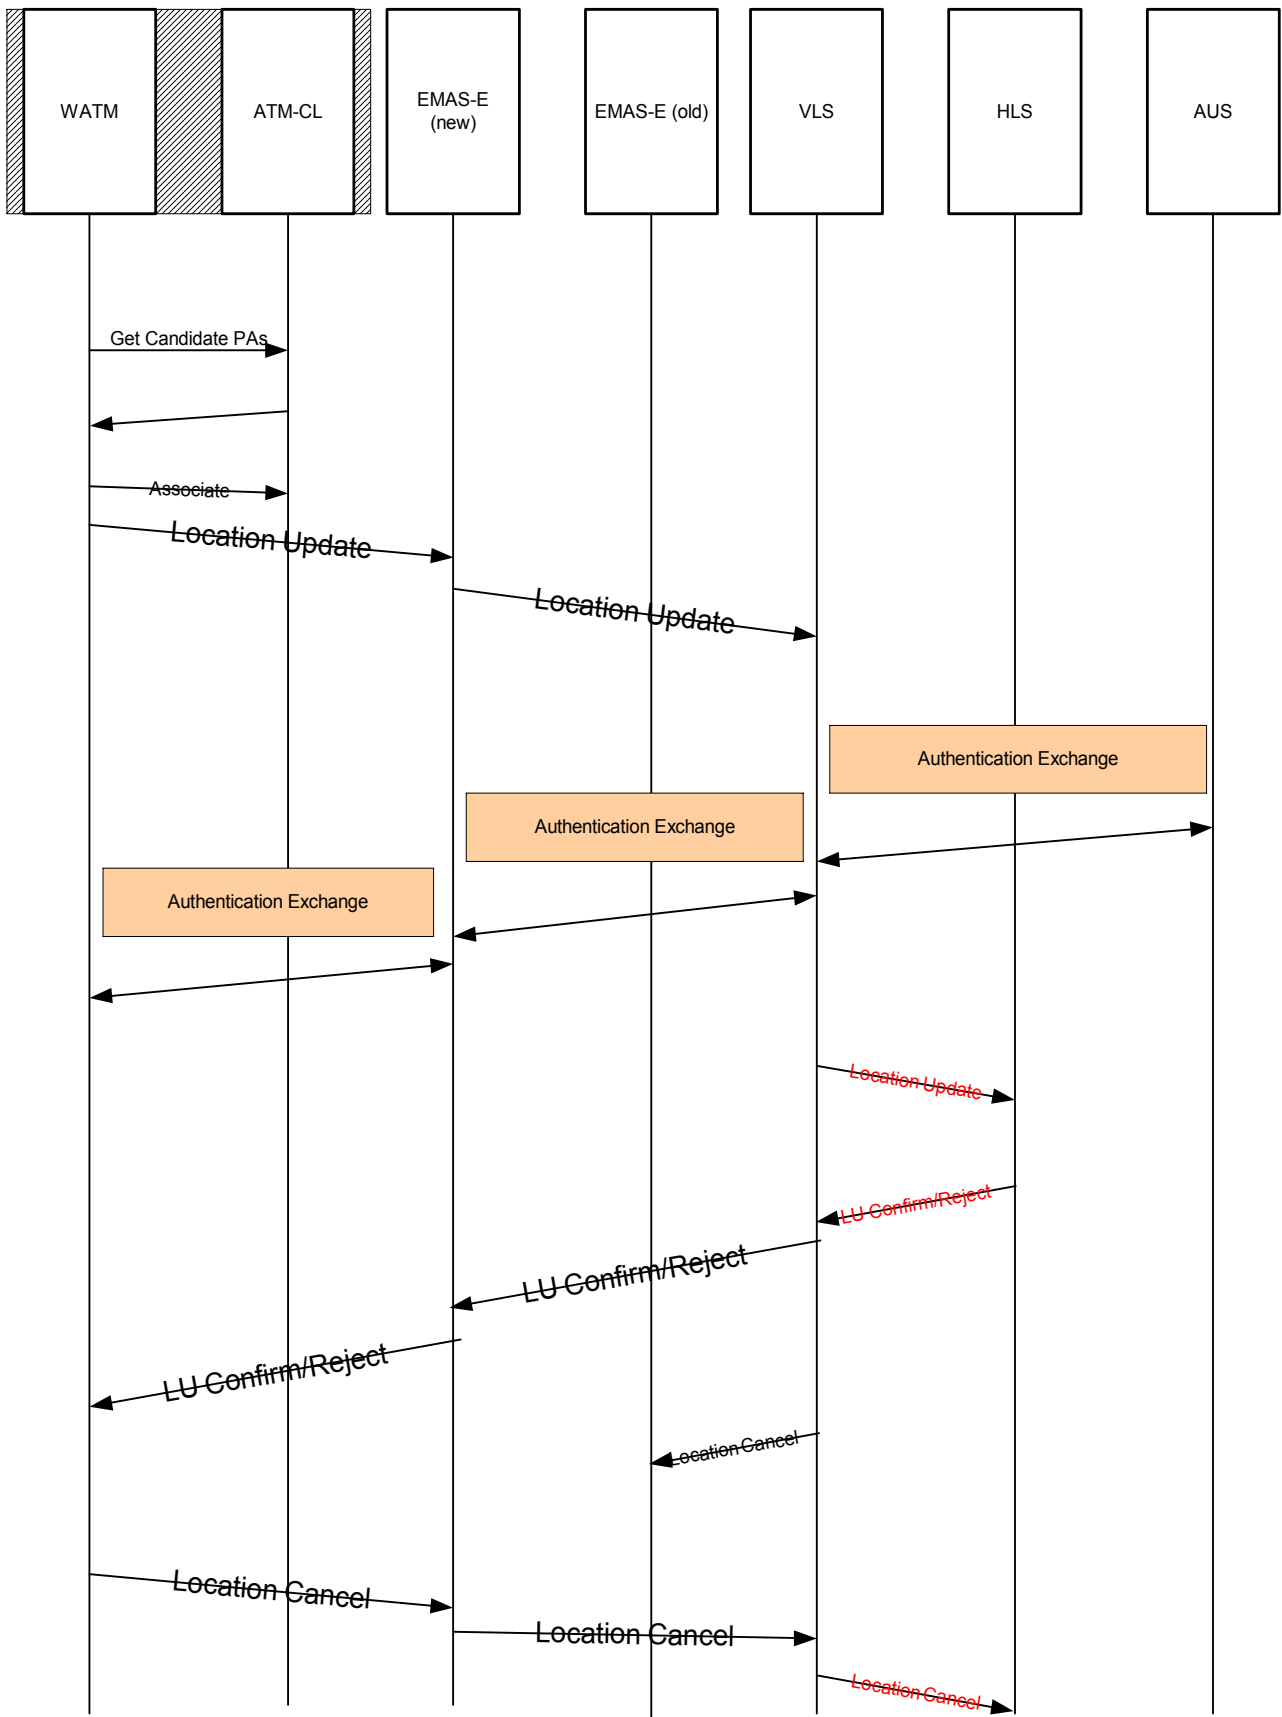 WATM
ATM-CL
EMAS-E
(new)
EMAS-E (old)
VLS
HLS
AUS
Get Candidate PAs
Associate
Location Update
Location Update
Authentication Exchange
Authentication Exchange
Authentication Exchange
Location Update
LU Confirm/Reject
LU Confirm/Reject
LU Confirm/Reject
Location Cancel
Location Cancel
Location Cancel
Location Cancel